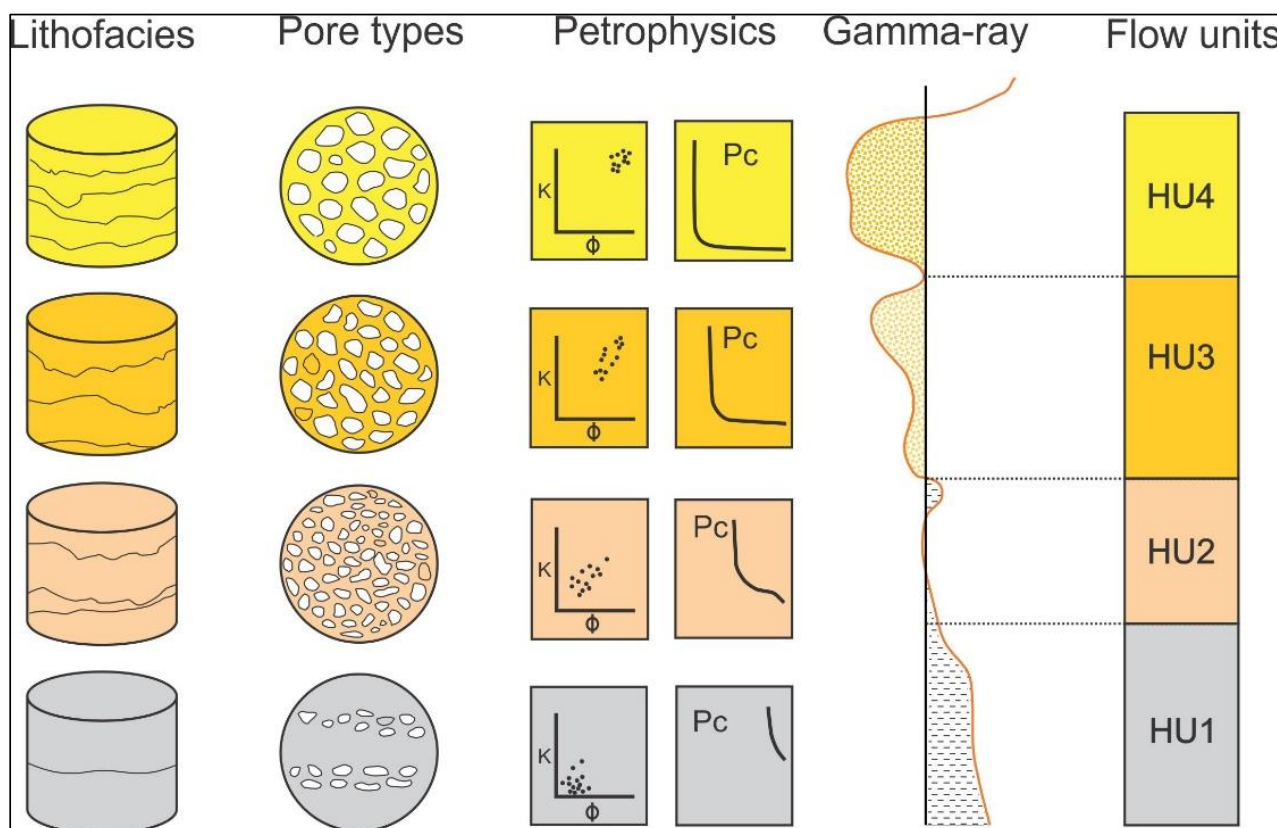 Lithofacies Pore types Petrophysics Gamma-ray Flow units
K
Φ
Pc
HU4
K
Φ
Pc
HU3
K
Φ
Pc
HU2
K
Φ
Pc
HU1